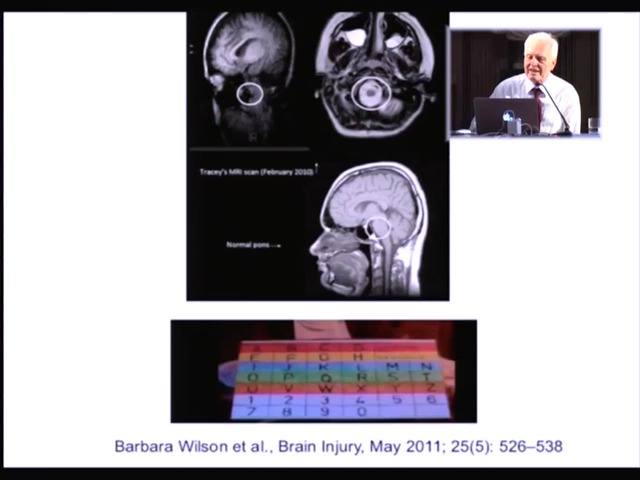 R
Tracey's MRI scan (February 2010)
Normal pons
A B C D
E F G H
I J K L M N
O P Q R S T
U V W X Y Z
1 2 3 4 5 6
7 8 9 0
Barbara Wilson et al., Brain Injury, May 2011; 25(5): 526–538